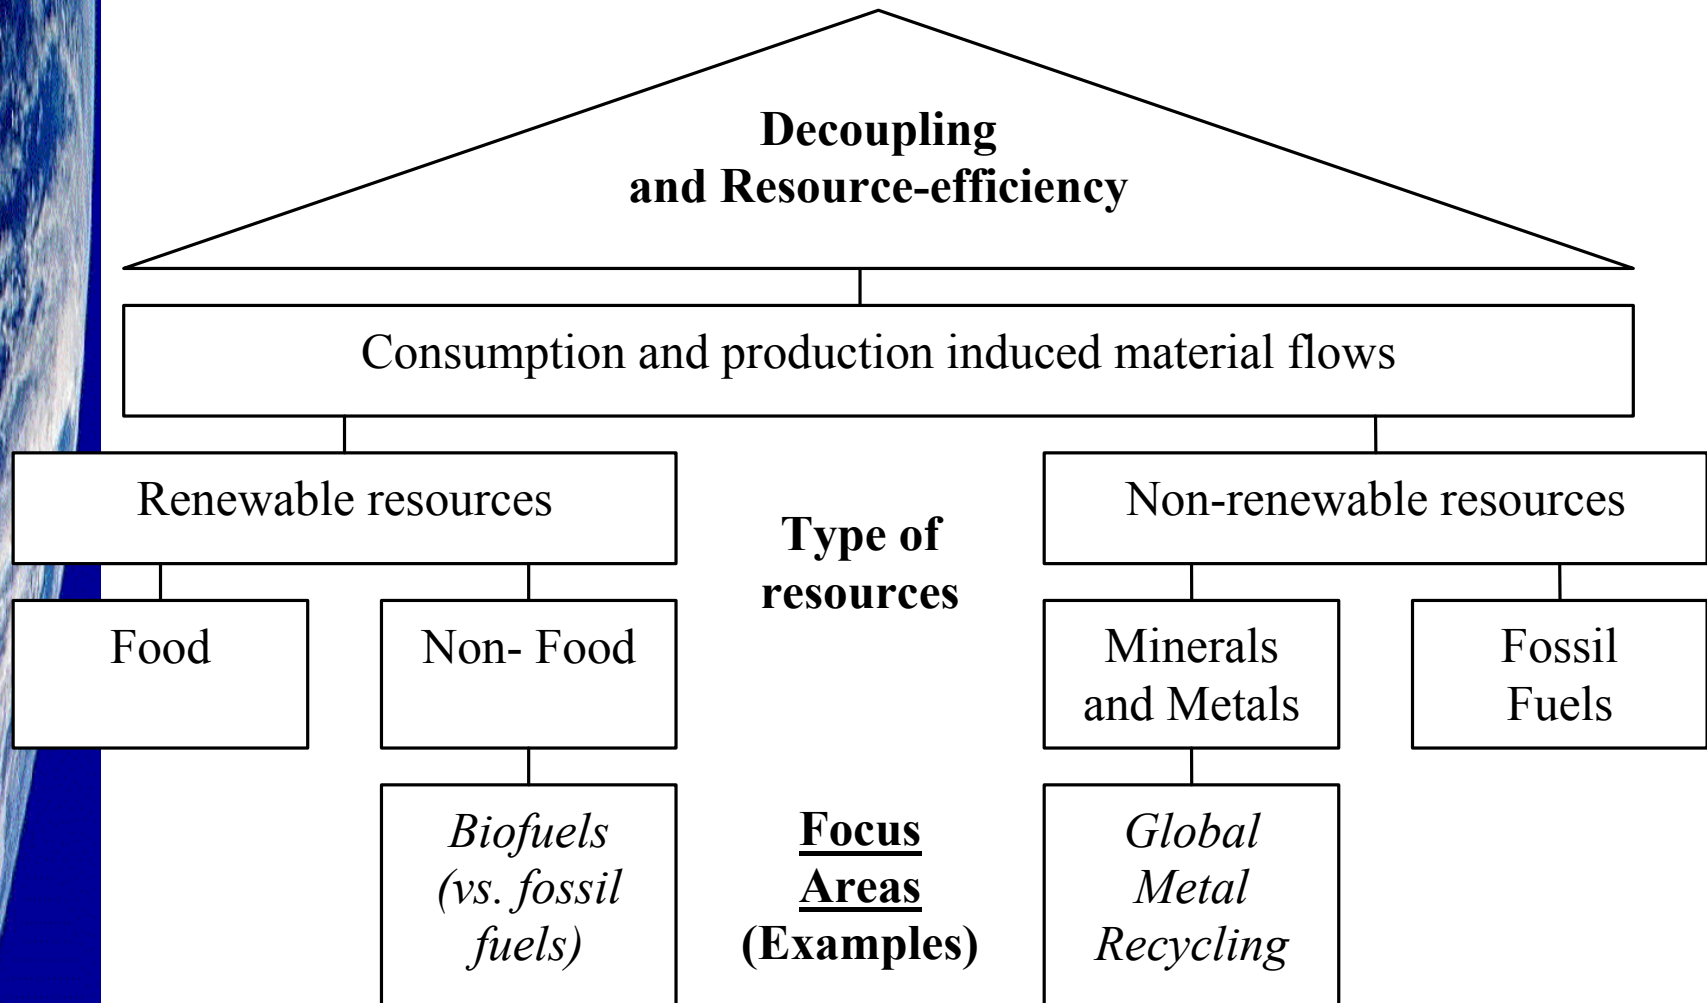 Decoupling
and Resource-efficiency
Consumption and production induced material flows
Renewable resources
Non-renewable resources
Type of
resources
Food
Non- Food
Minerals
and Metals
Fossil
Fuels
Biofuels
(vs. fossil
fuels)
Focus
Areas
(Examples)
Global
Metal
Recycling